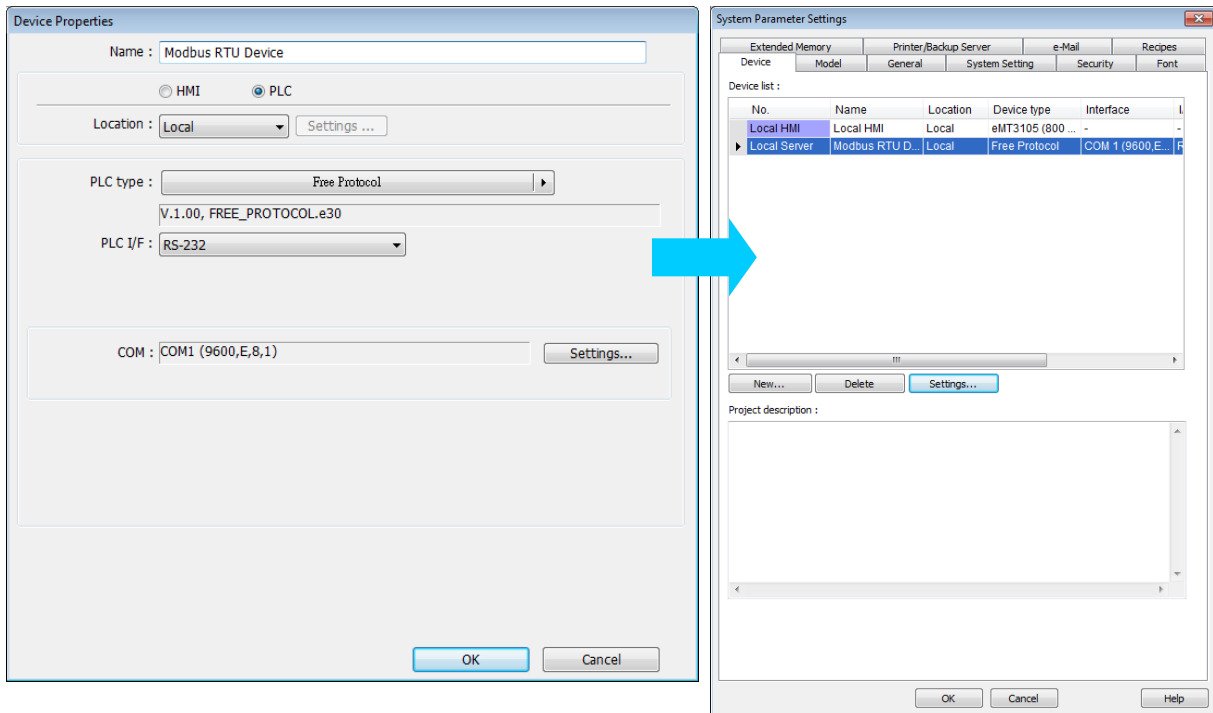 Device Properties
Name : Modbus RTU Device
HMI PLC
Location : Local Settings ...
PLC type : Free Protocol
V.1.00, FREE_PROTOCOL.e30
PLC I/F : RS-232
COM : COM1 (9600,E,8,1) Settings...
OK Cancel
System Parameter Settings
Extended Memory Printer/Backup Server e-Mail Recipes
Device Model General System Setting Security Font
Device list :
No. Name Location Device type Interface
Local HMI Local HMI Local eMT3105 (800 ... - -
Local Server Modbus RTU D... Local Free Protocol COM 1 (9600,E...
New... Delete Settings...
Project description :
OK Cancel Help